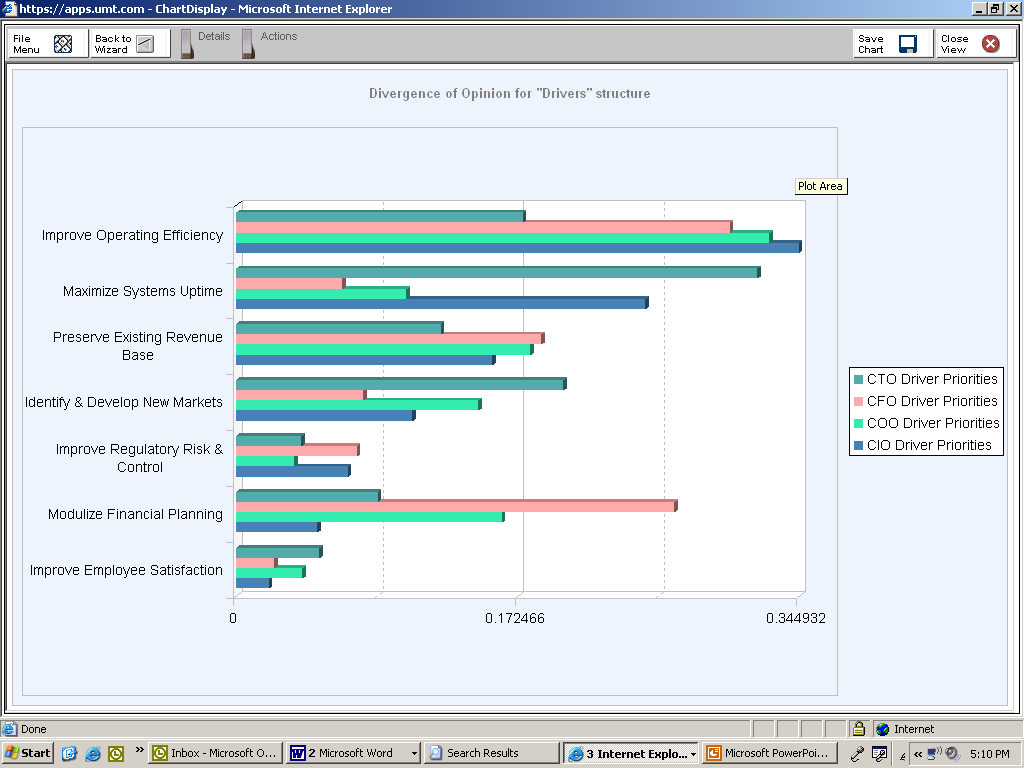 https://apps.umt.com - ChartDisplay - Microsoft Internet Explorer
File
Menu
Back to
Wizard
Details
Actions
Save
Chart
Close
View
Divergence of Opinion for "Drivers" structure
Plot Area
Improve Operating Efficiency
Maximize Systems Uptime
Preserve Existing Revenue
Base
Identify & Develop New Markets
Improve Regulatory Risk &
Control
Modulize Financial Planning
Improve Employee Satisfaction
0
0.172466
0.344932
CTO Driver Priorities
CFO Driver Priorities
COO Driver Priorities
CIO Driver Priorities
Done
Internet
Start
»
Inbox - Microsoft O...
2 Microsoft Word
Search Results
3 Internet Explo...
Microsoft PowerPoi...
«
5:10 PM